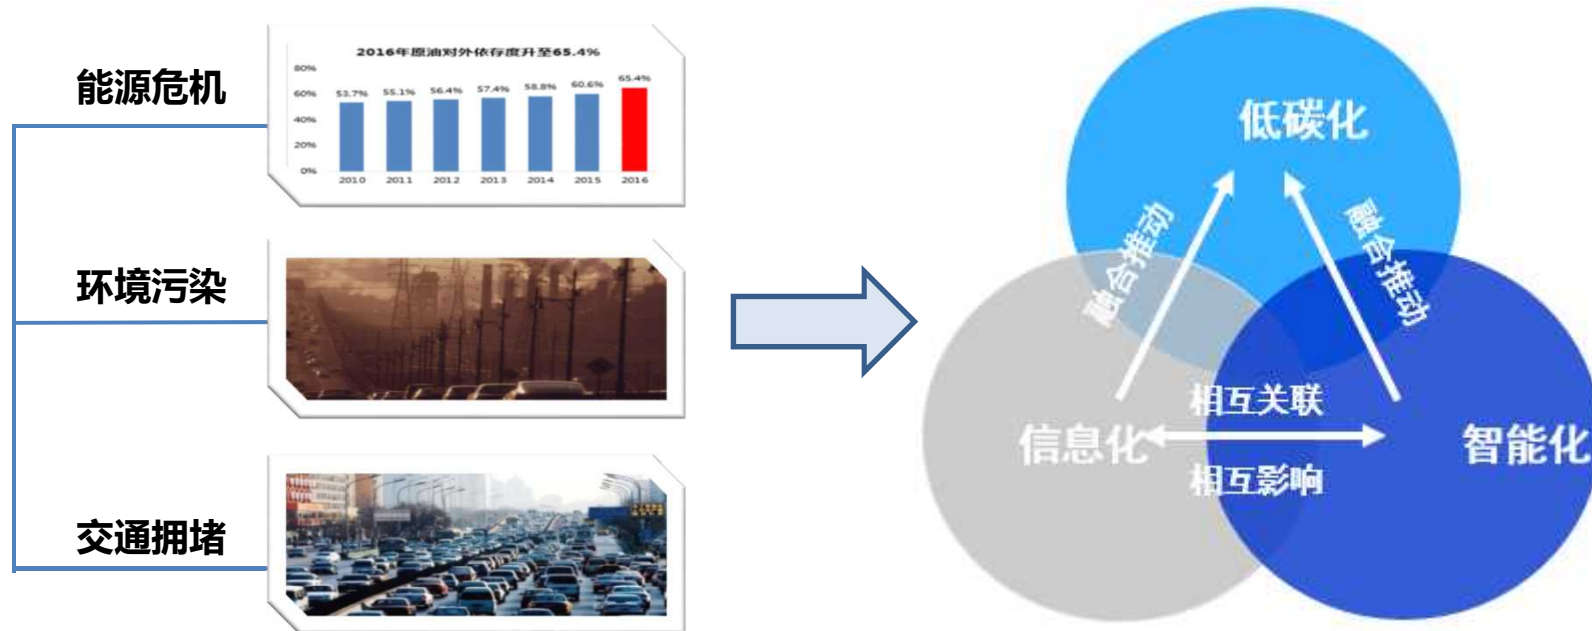 能源危机
2016年原油对外依存度升至65.4%
80%
60%
40%
20%
0%
53.7%
55.1%
56.4%
57.4%
58.8%
60.6%
65.4%
2010
2011
2012
2013
2014
2015
2016
环境污染
交通拥堵
低碳化
融合推动
融合推动
相互关联
信息化
智能化
相互影响